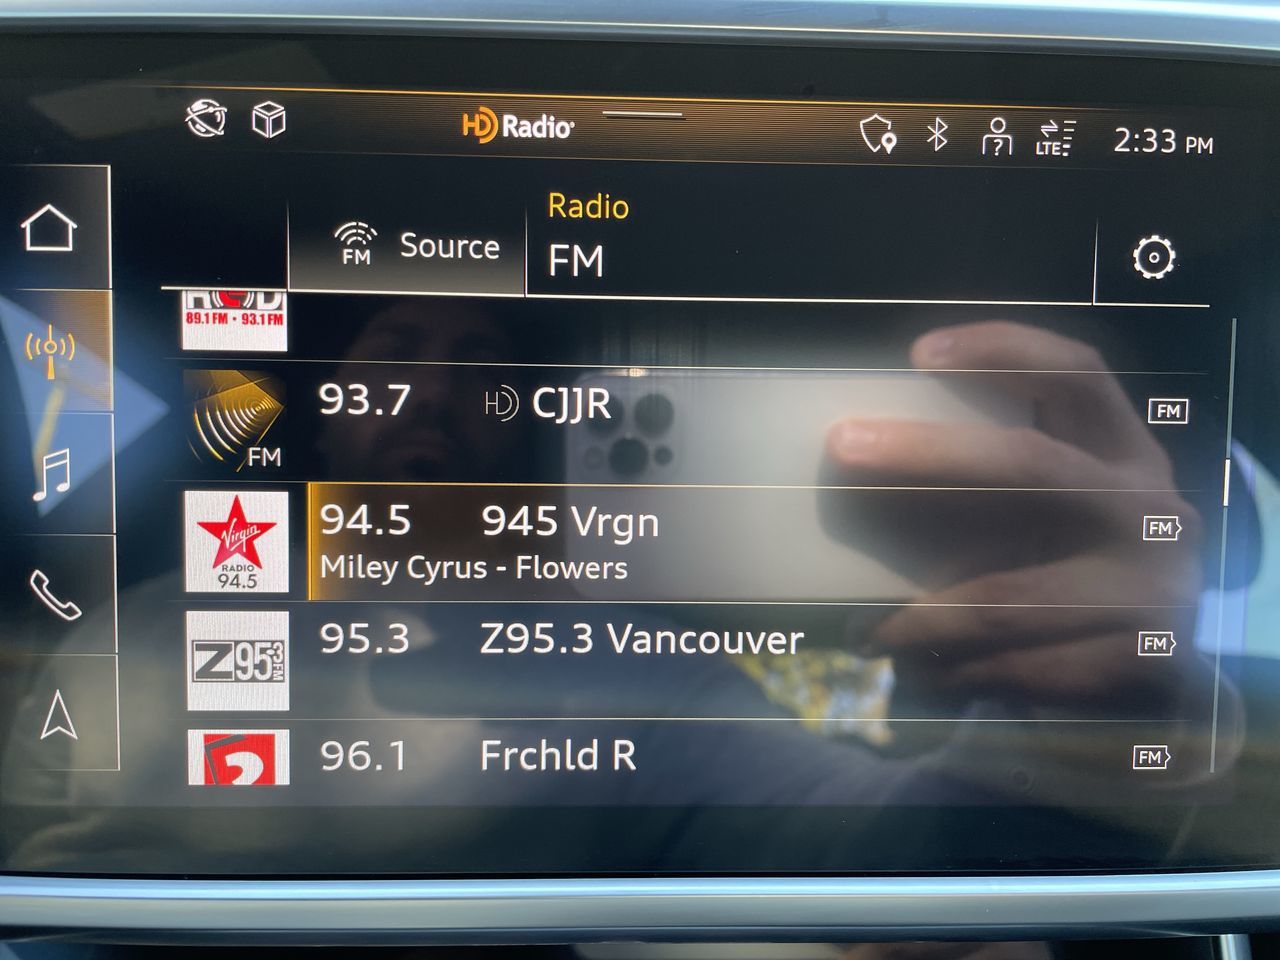 HD Radio
LTE
2:33 PM
FM
Source
Radio
FM
RED
89.1 FM • 93.1 FM
FM
93.7
HD CJJR
FM
Virgin
RADIO
94.5
94.5
945 Vrgn
Miley Cyrus - Flowers
FM
Z95.3 FM
95.3
Z95.3 Vancouver
FM
96.1
Frchld R
FM